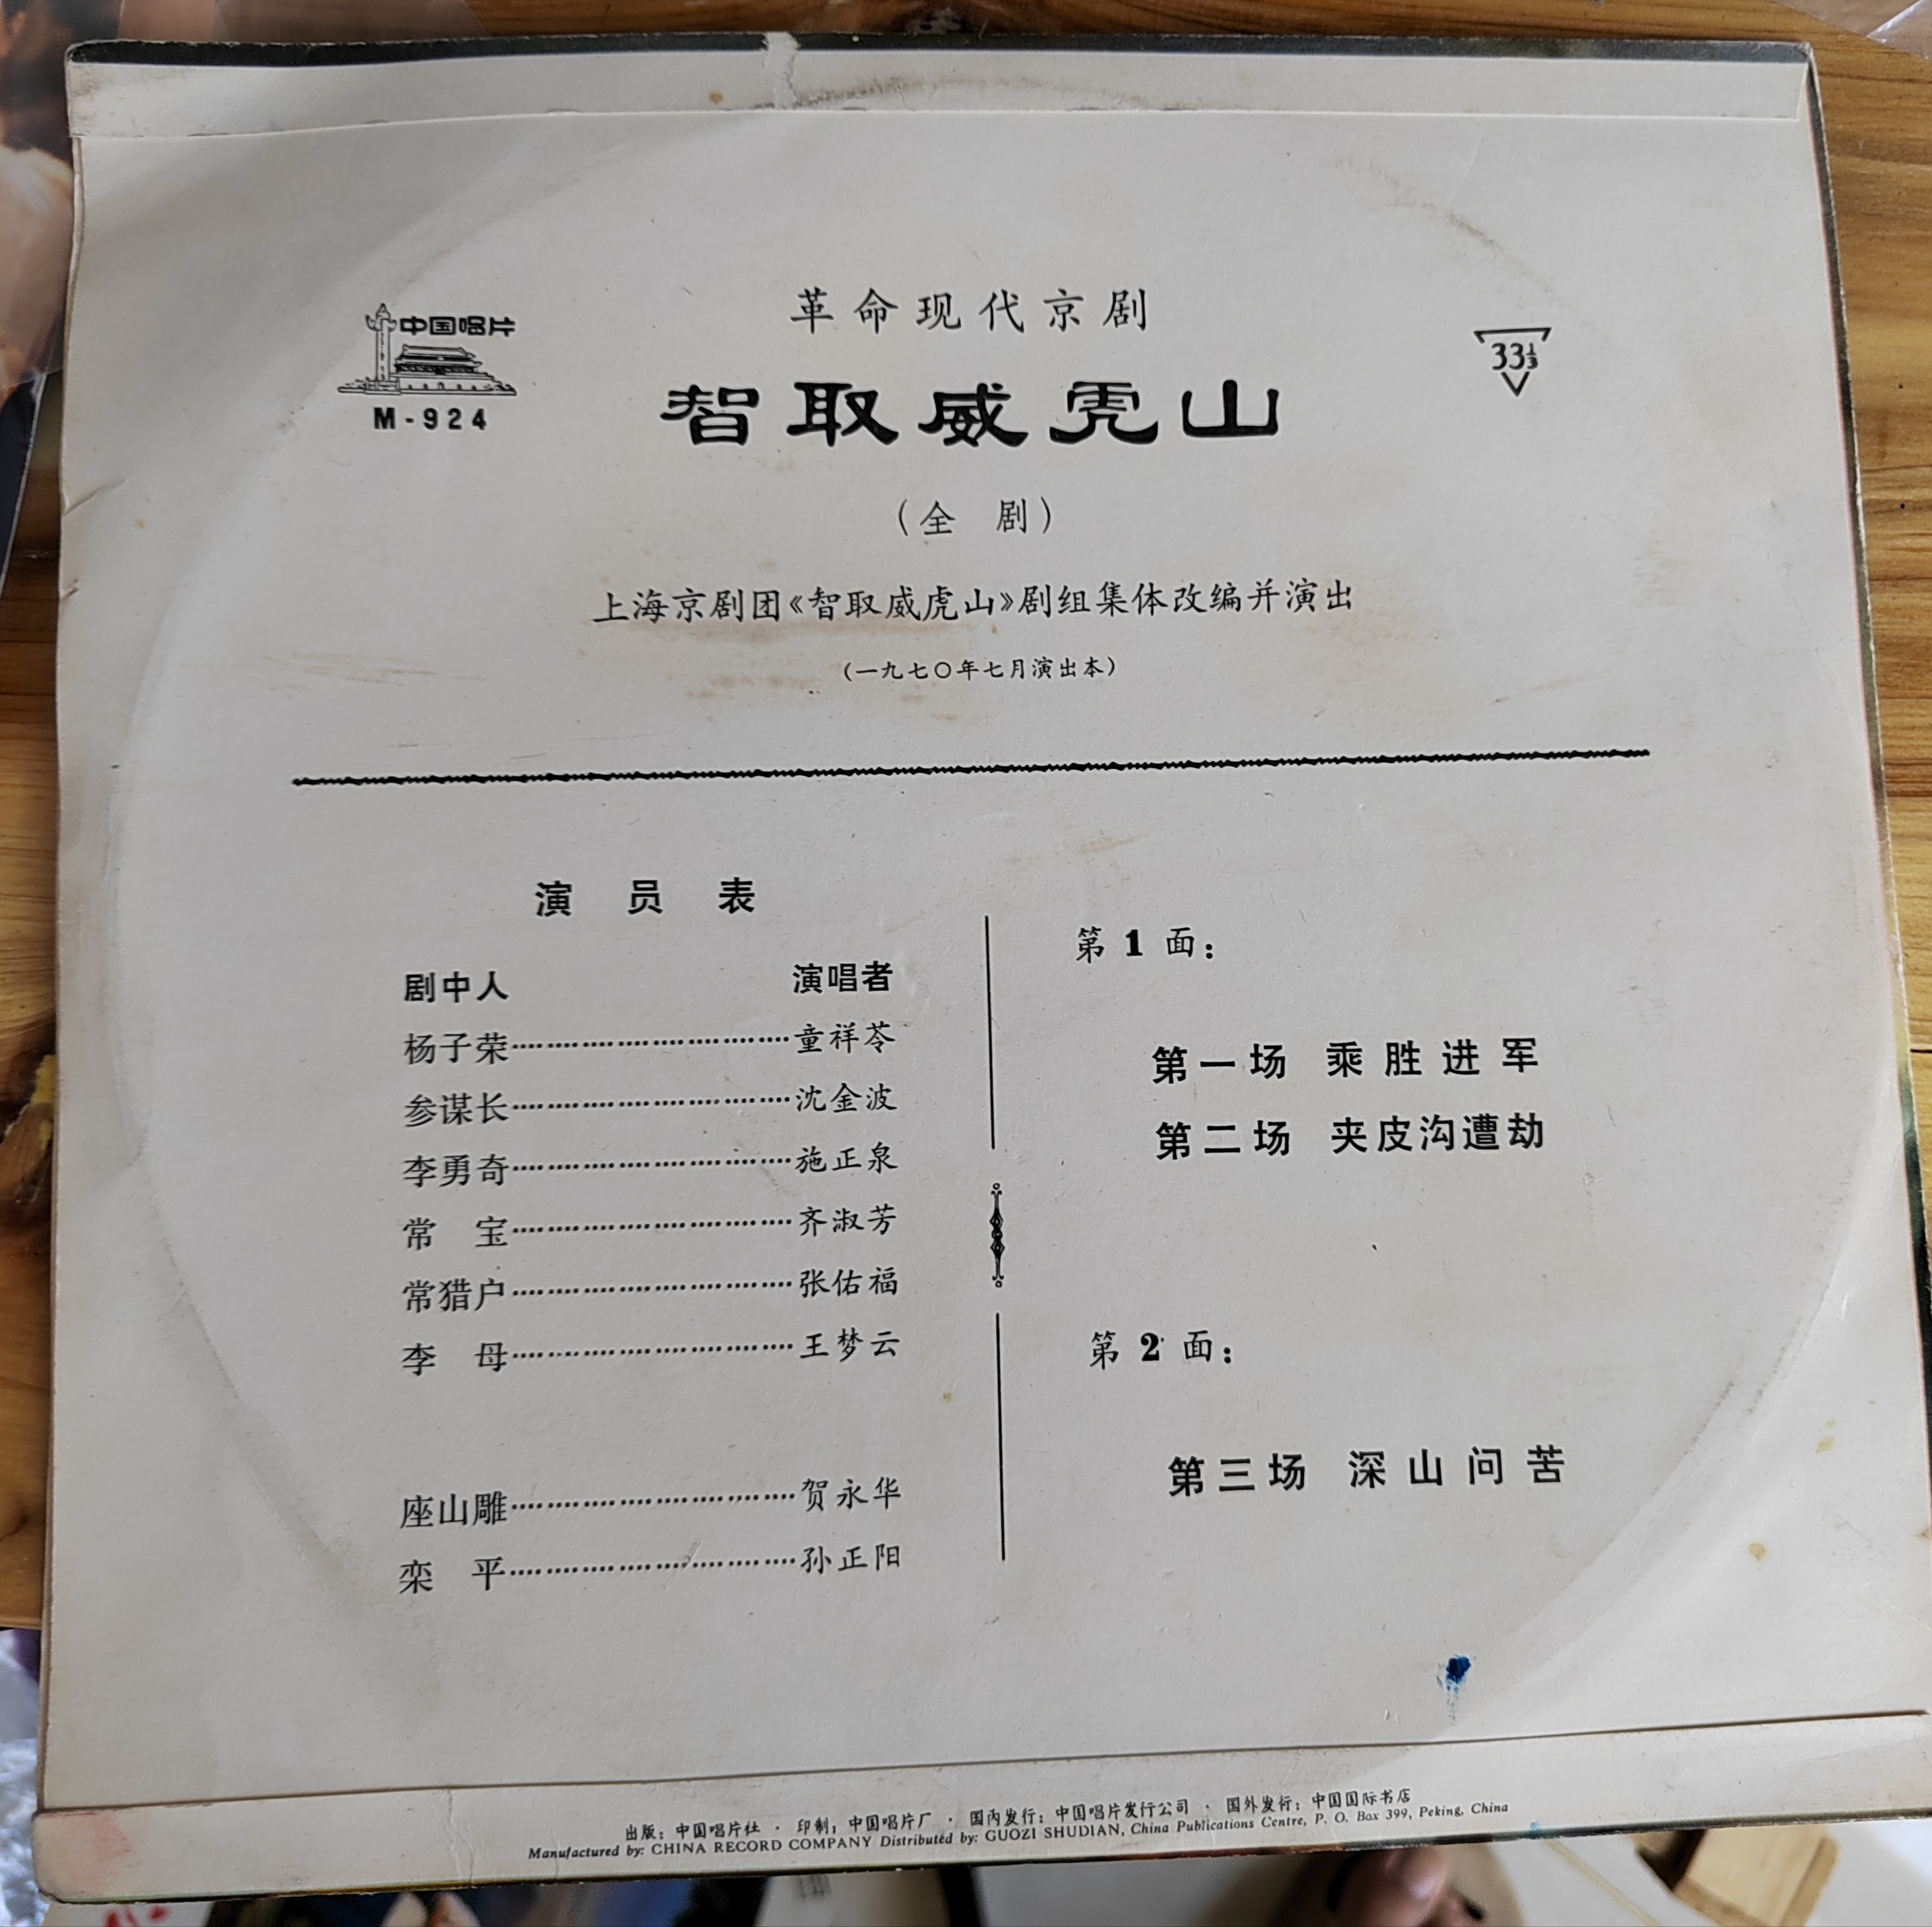 中国唱片
M-924
革命现代京剧
33⅓
智取威虎山
（全 剧）
上海京剧团《智取威虎山》剧组集体改编并演出
（一九七〇年七月演出本）
演 员 表
剧中人 演唱者
杨子荣……………………童祥苓
参谋长……………………沈金波
李勇奇……………………施正泉
常 宝……………………齐淑芳
常猎户……………………张佑福
李 母……………………王梦云
座山雕……………………贺永华
栾 平……………………孙正阳
第 1 面：
第一场 乘胜进军
第二场 夹皮沟遭劫
第 2 面：
第三场 深山问苦
出版：中国唱片社 · 印制：中国唱片厂 · 国内发行：中国唱片发行公司 · 国外发行：中国国际书店
Manufactured by: CHINA RECORD COMPANY Distributed by: GUOZI SHUDIAN, China Publications Centre, P. O. Box 399, Peking, China